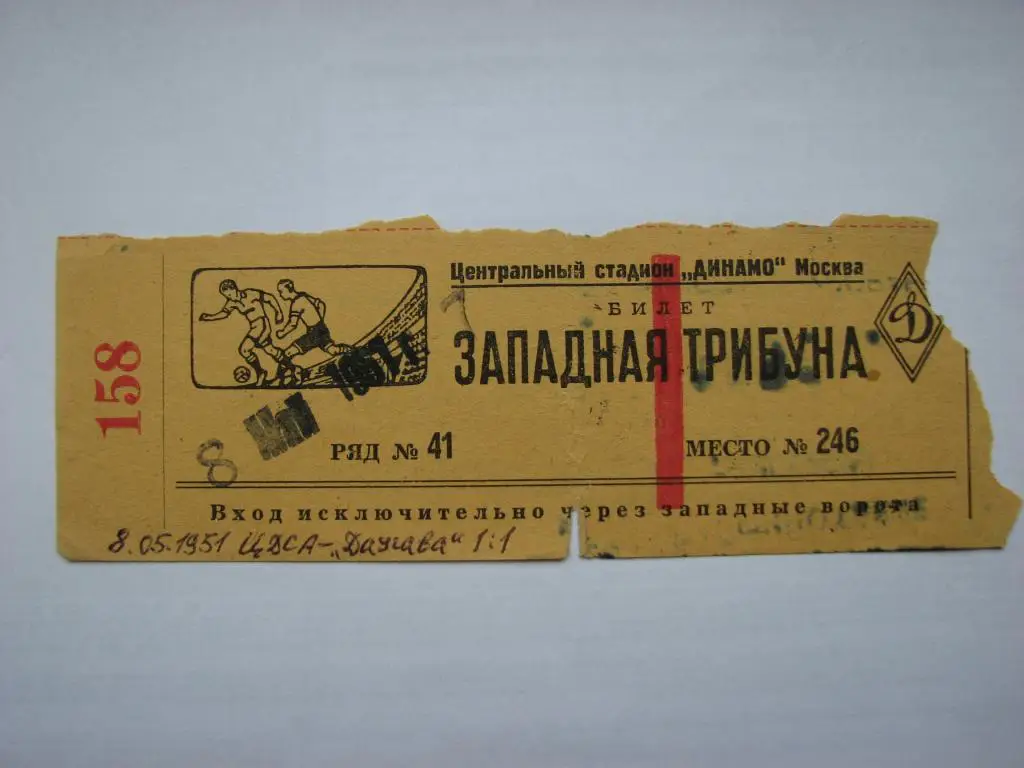 158
Центральный стадион „ДИНАМО" Москва
БИЛЕТ
ЗАПАДНАЯ ТРИБУНА
Д
8
РЯД № 41
МЕСТО № 246
Вход исключительно через западные ворота
8.05.1951 ЦДСА-„Даугава" 1:1